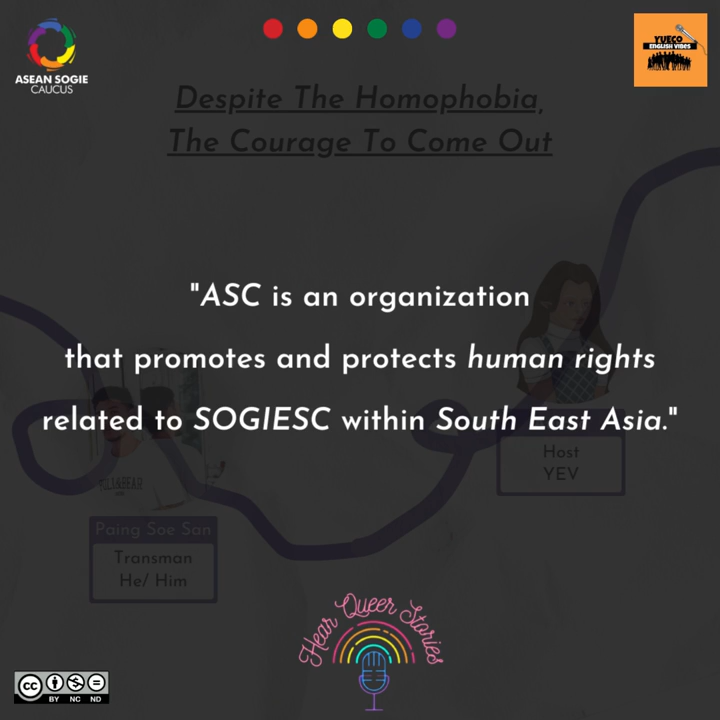 ASEAN SOGIE
CAUCUS
YUECO
ENGLISH VIBES
Despite The Homophobia,
The Courage To Come Out
"ASC is an organization
that promotes and protects human rights
related to SOGIESC within South East Asia."
Host
YEV
Paing Soe San
Transman
He/ Him
Hear Queer Stories
cc
BY NC ND